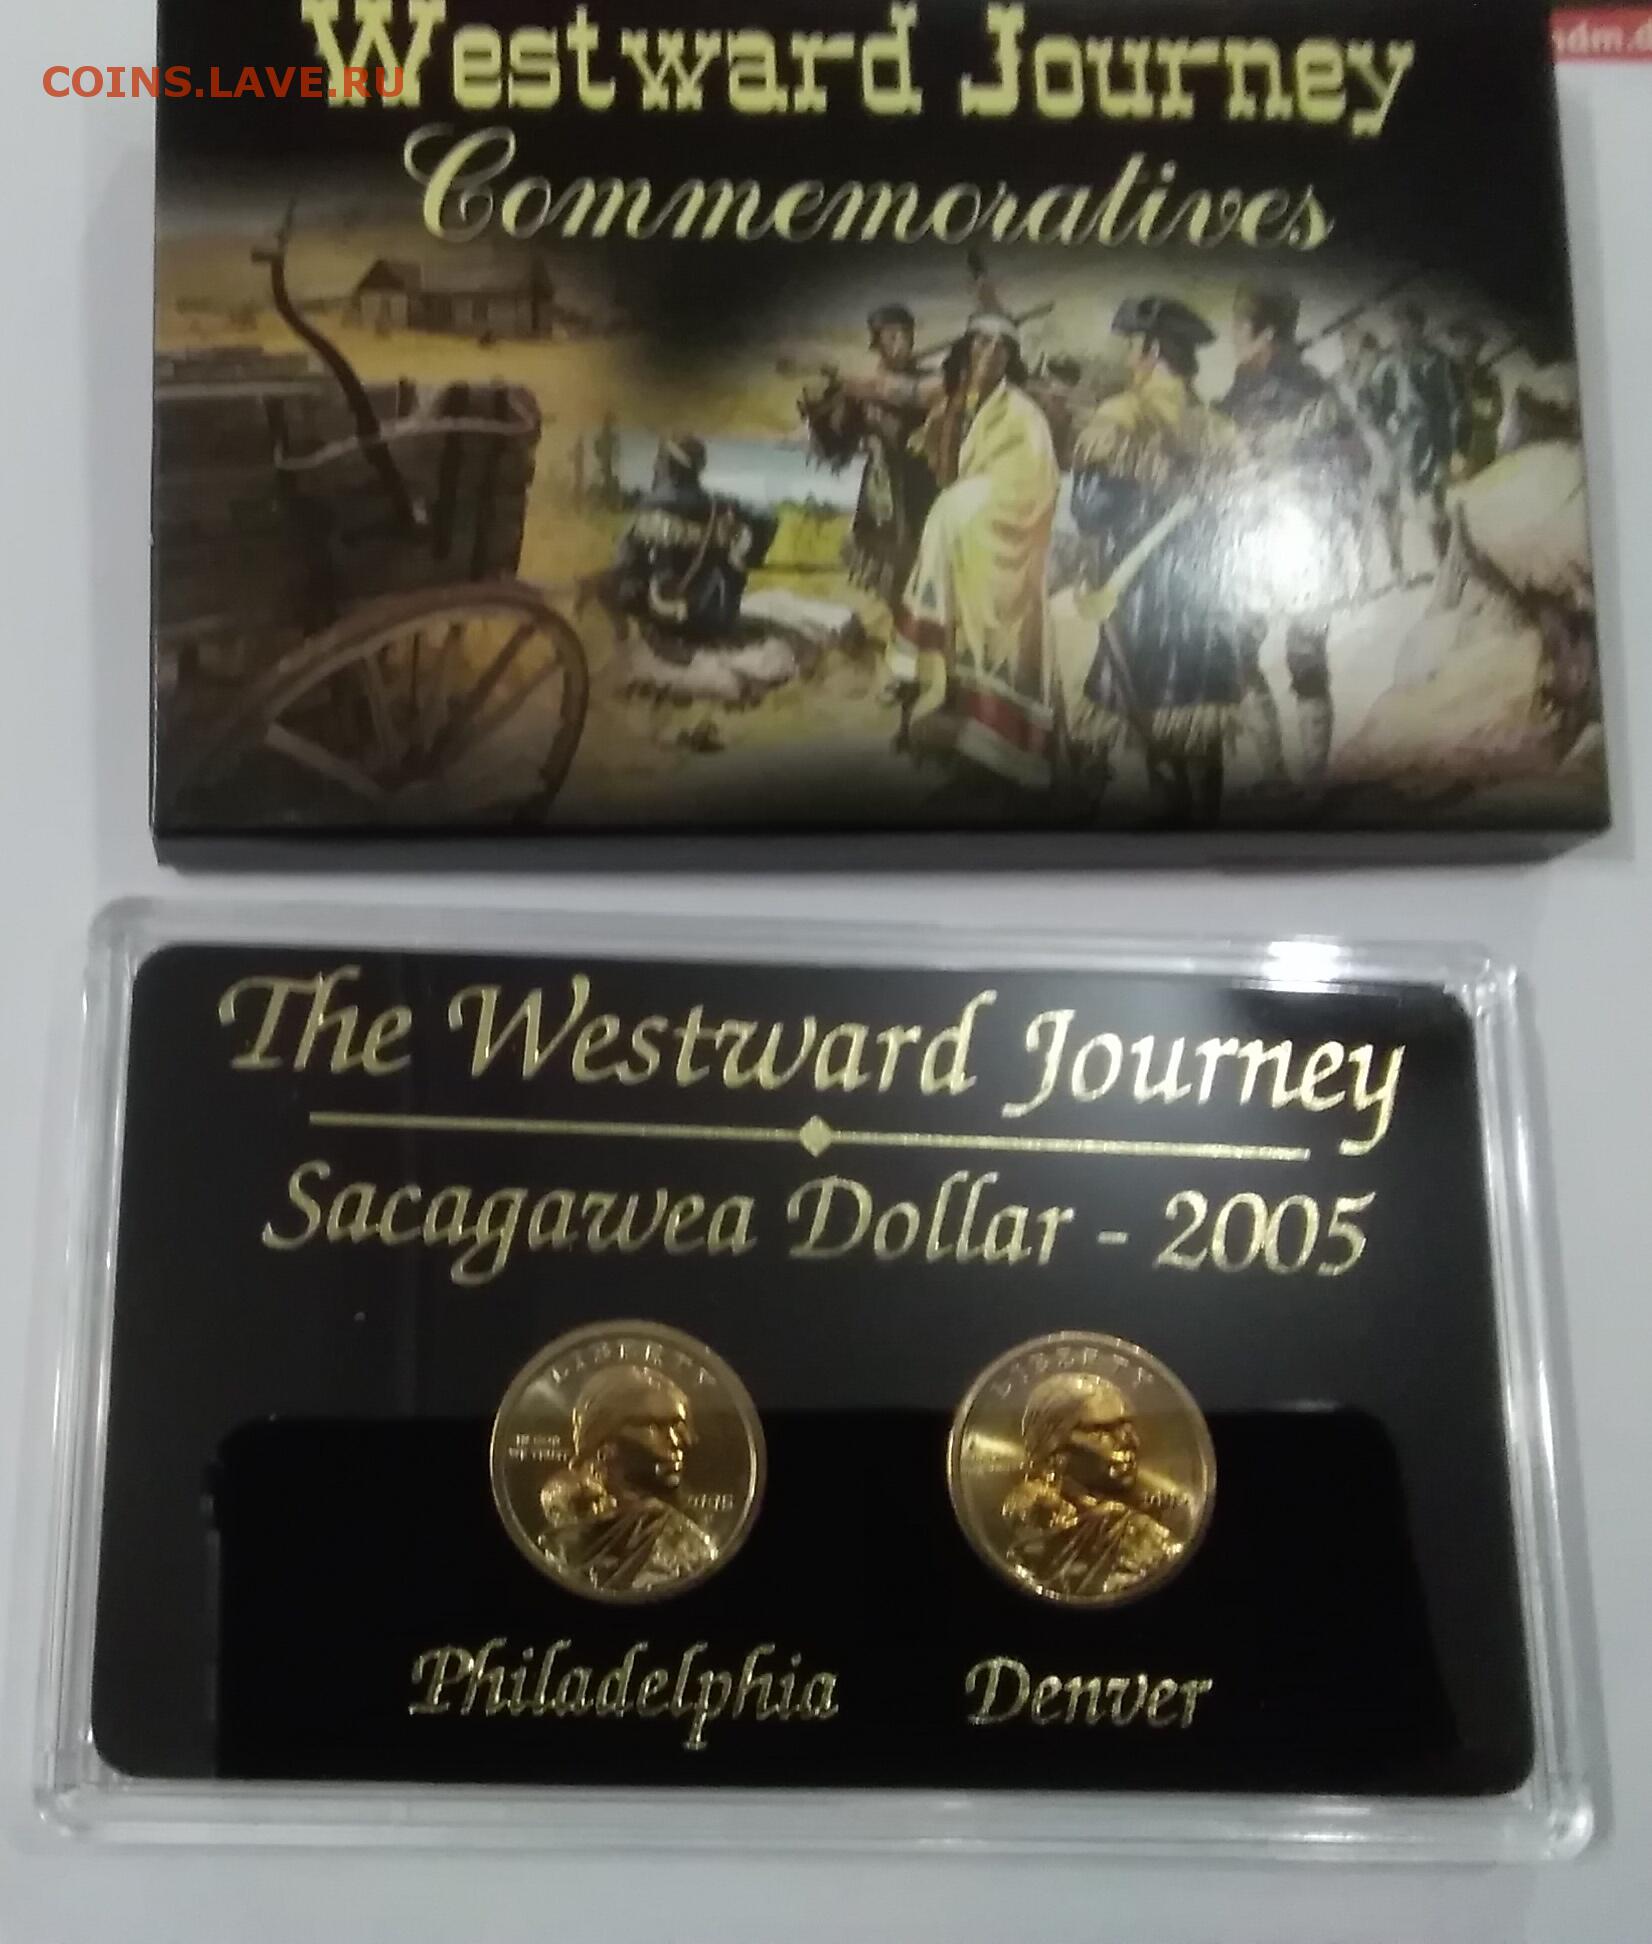 COINS.LAVE.RU
Westward Journey
Commemoratives
The Westward Journey
Sacagawea Dollar - 2005
LIBERTY
LIBERTY
Philadelphia
Denver